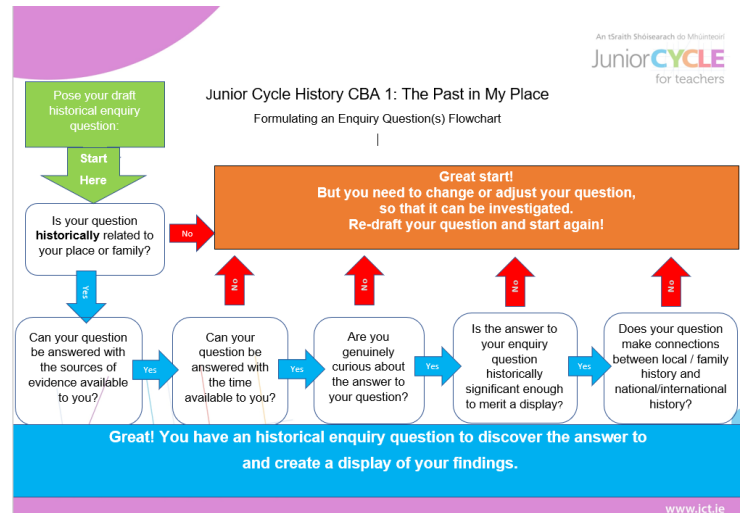 An tSraith Shóisearach do Mhúinteoirí
JuniorCYCLE
for teachers
Junior Cycle History CBA 1: The Past in My Place
Formulating an Enquiry Question(s) Flowchart
Pose your draft
historical enquiry
question:
Start
Here
Great start!
But you need to change or adjust your question,
so that it can be investigated.
Re-draft your question and start again!
Is your question
historically related to
your place or family?
No
Yes
No
No
No
No
Can your question
be answered with
the sources of
evidence available
to you?
Yes
Can your
question be
answered with
the time
available to you?
Yes
Are you
genuinely
curious about
the answer to
your question?
Yes
Is the answer to
your enquiry
question
historically
significant enough
to merit a display?
Yes
Does your question
make connections
between local / family
history and
national/international
history?
Great! You have an historical enquiry question to discover the answer to
and create a display of your findings.
www.jct.ie